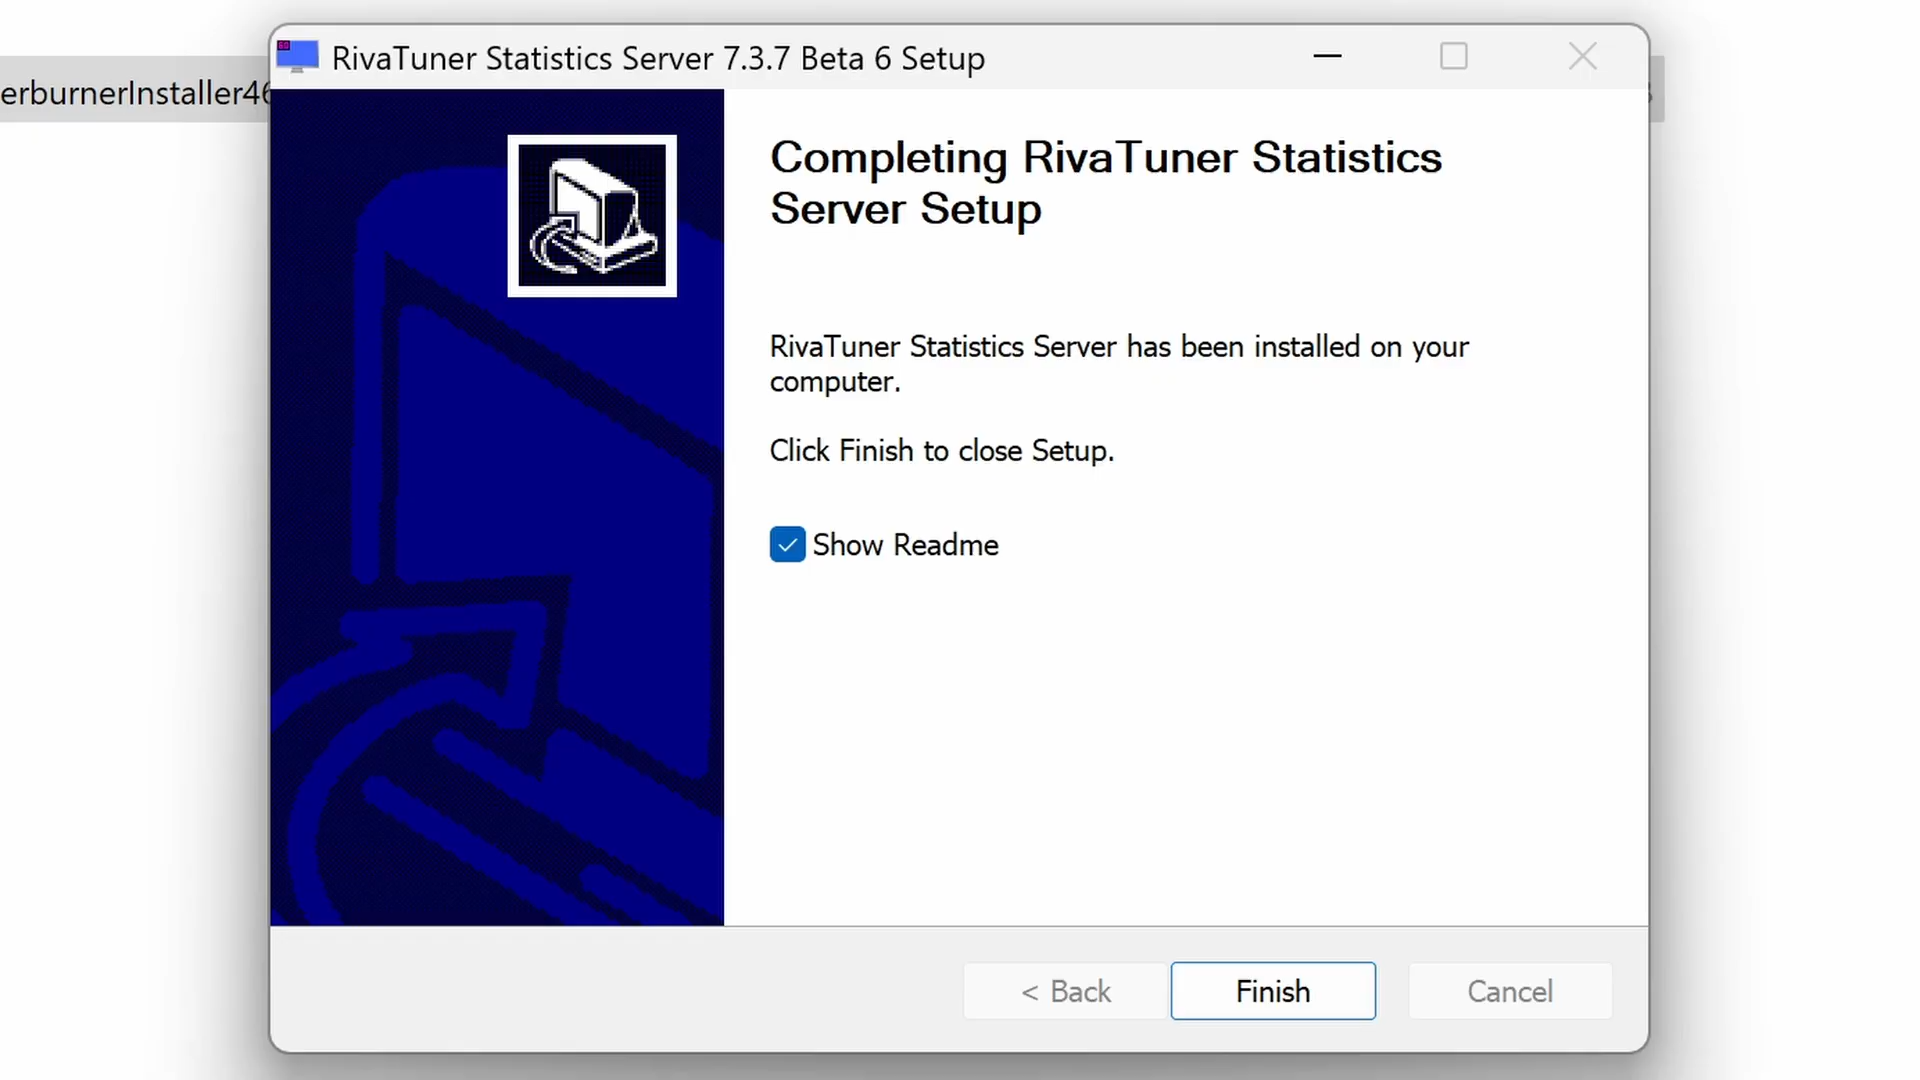 RivaTuner Statistics Server 7.3.7 Beta 6 Setup
erburnerInstaller46
Completing RivaTuner Statistics
Server Setup
RivaTuner Statistics Server has been installed on your
computer.
Click Finish to close Setup.
Show Readme
< Back
Finish
Cancel